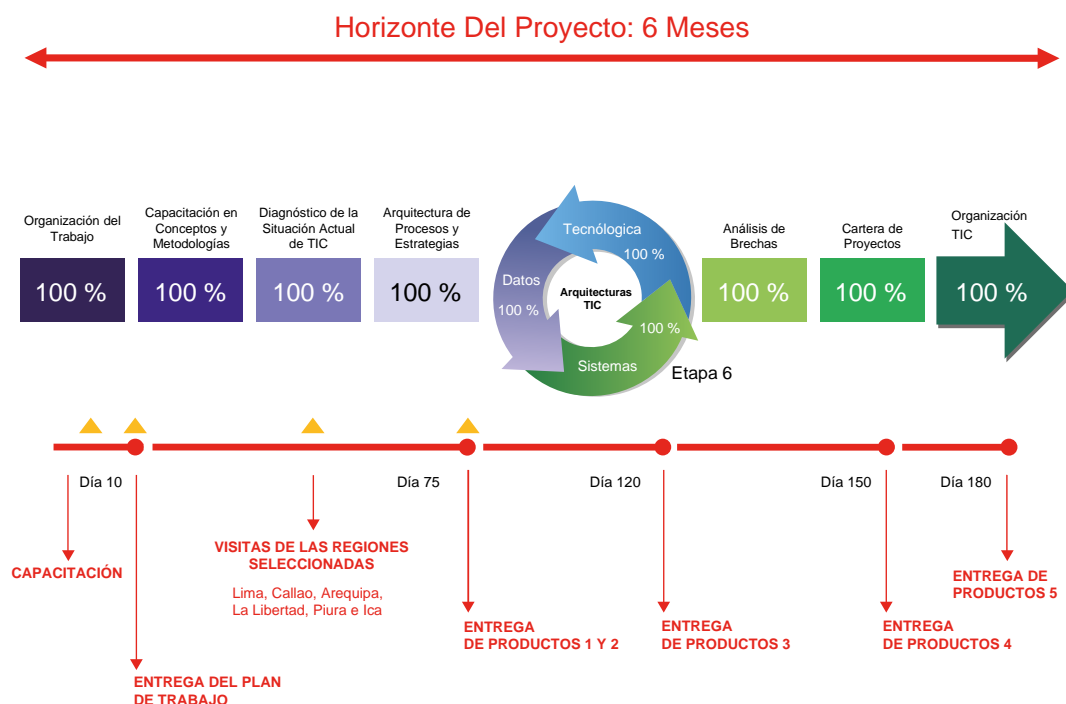 Horizonte Del Proyecto: 6 Meses
Organización del
Trabajo
100 %
Capacitación en
Conceptos y
Metodologías
100 %
Diagnóstico de la
Situación Actual
de TIC
100 %
Arquitectura de
Procesos y
Estrategias
100 %
Tecnólogica
100 %
Datos
100 %
Arquitecturas
TIC
100 %
Sistemas
Etapa 6
Análisis de
Brechas
100 %
Cartera de
Proyectos
100 %
Organización
TIC
100 %
Día 10
Día 75
Día 120
Día 150
Día 180
CAPACITACIÓN
ENTREGA DEL PLAN
DE TRABAJO
VISITAS DE LAS REGIONES
SELECCIONADAS
Lima, Callao, Arequipa,
La Libertad, Piura e Ica
ENTREGA
DE PRODUCTOS 1 Y 2
ENTREGA
DE PRODUCTOS 3
ENTREGA
DE PRODUCTOS 4
ENTREGA DE
PRODUCTOS 5